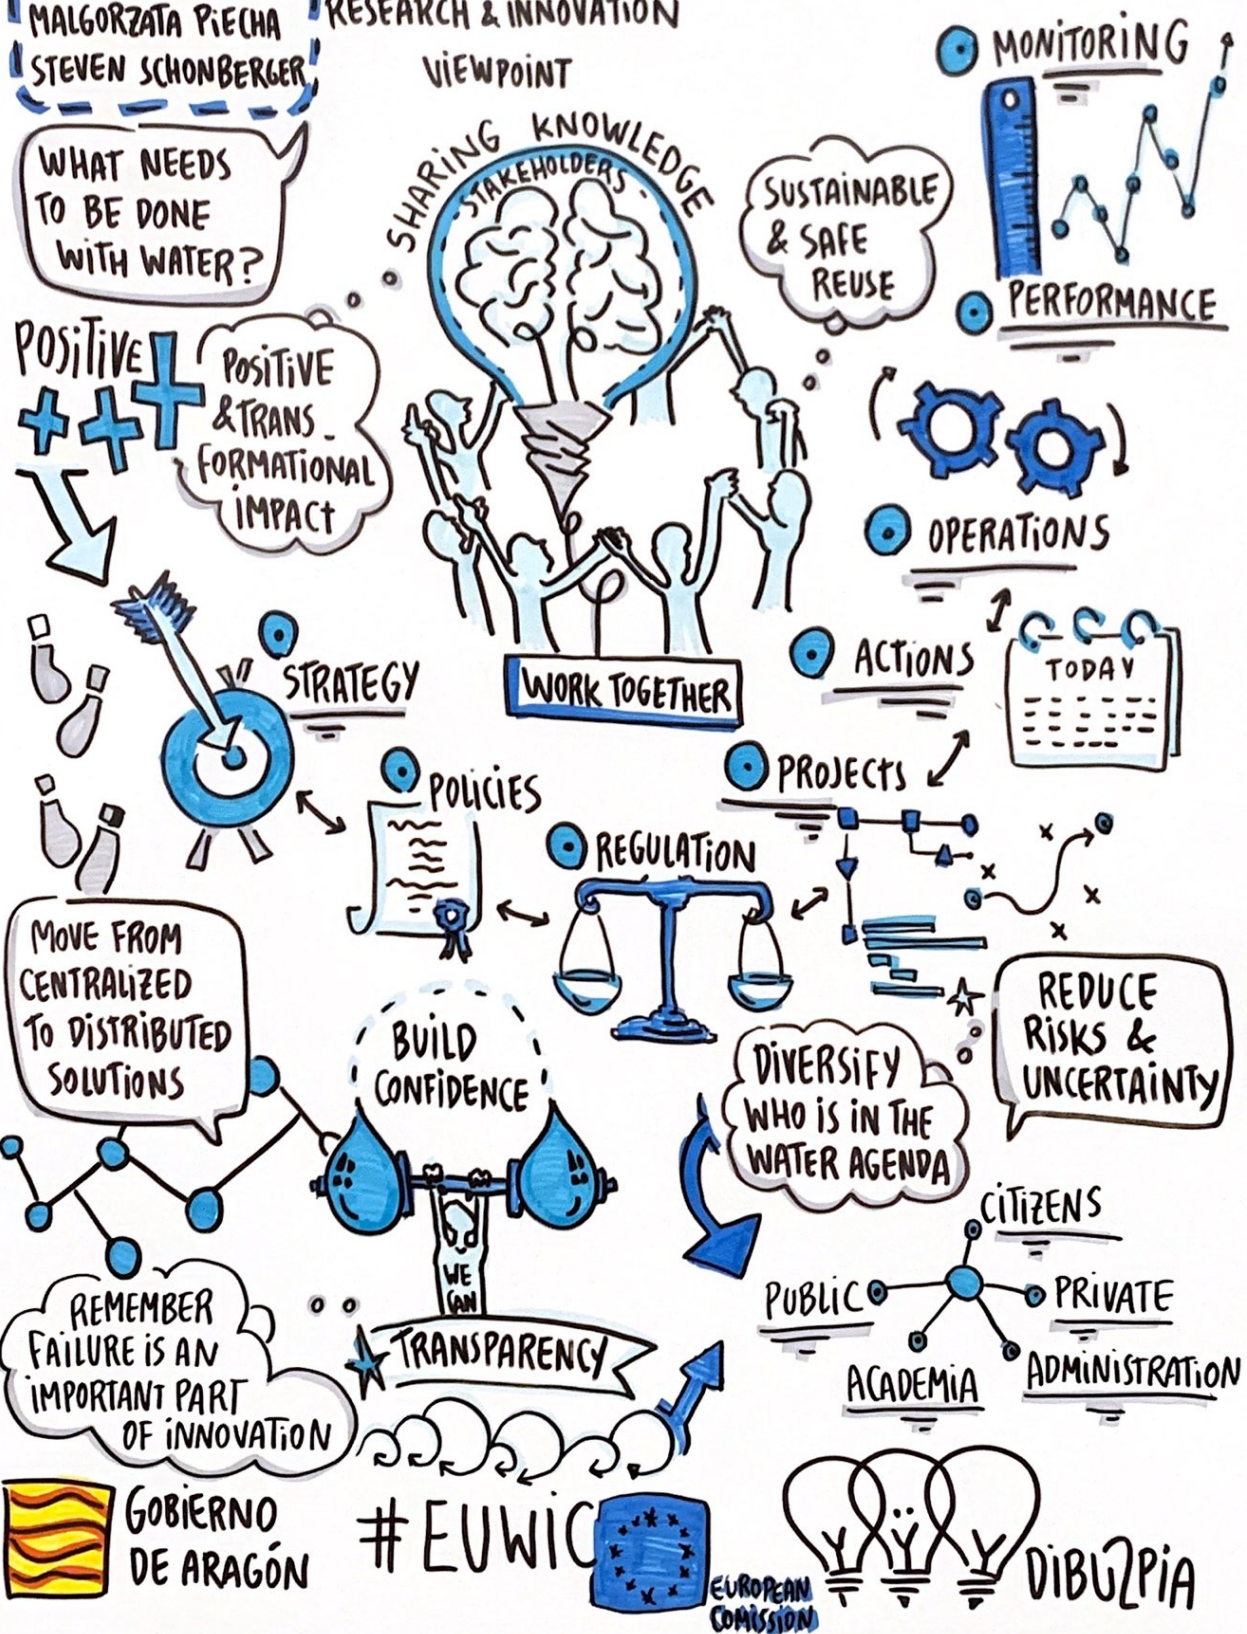 MALGORZATA PIECHA
STEVEN SCHONBERGER
RESEARCH & INNOVATION
VIEWPOINT
WHAT NEEDS
TO BE DONE
WITH WATER?
SHARING KNOWLEDGE
STAKEHOLDERS
SUSTAINABLE
& SAFE
REUSE
MONITORING
PERFORMANCE
POSITIVE
POSITIVE
& TRANS_
FORMATIONAL
IMPACT
OPERATIONS
ACTIONS
TODAY
STRATEGY
WORK TOGETHER
POLICIES
PROJECTS
REGULATION
MOVE FROM
CENTRALIZED
TO DISTRIBUTED
SOLUTIONS
BUILD
CONFIDENCE
WE
CAN
REDUCE
RISKS &
UNCERTAINTY
DIVERSIFY
WHO IS IN THE
WATER AGENDA
CITIZENS
PUBLIC
PRIVATE
ACADEMIA
ADMINISTRATION
REMEMBER
FAILURE IS AN
IMPORTANT PART
OF INNOVATION
TRANSPARENCY
GOBIERNO
DE ARAGÓN
#EUWIC
EUROPEAN
COMISSION
DIBU2PIA